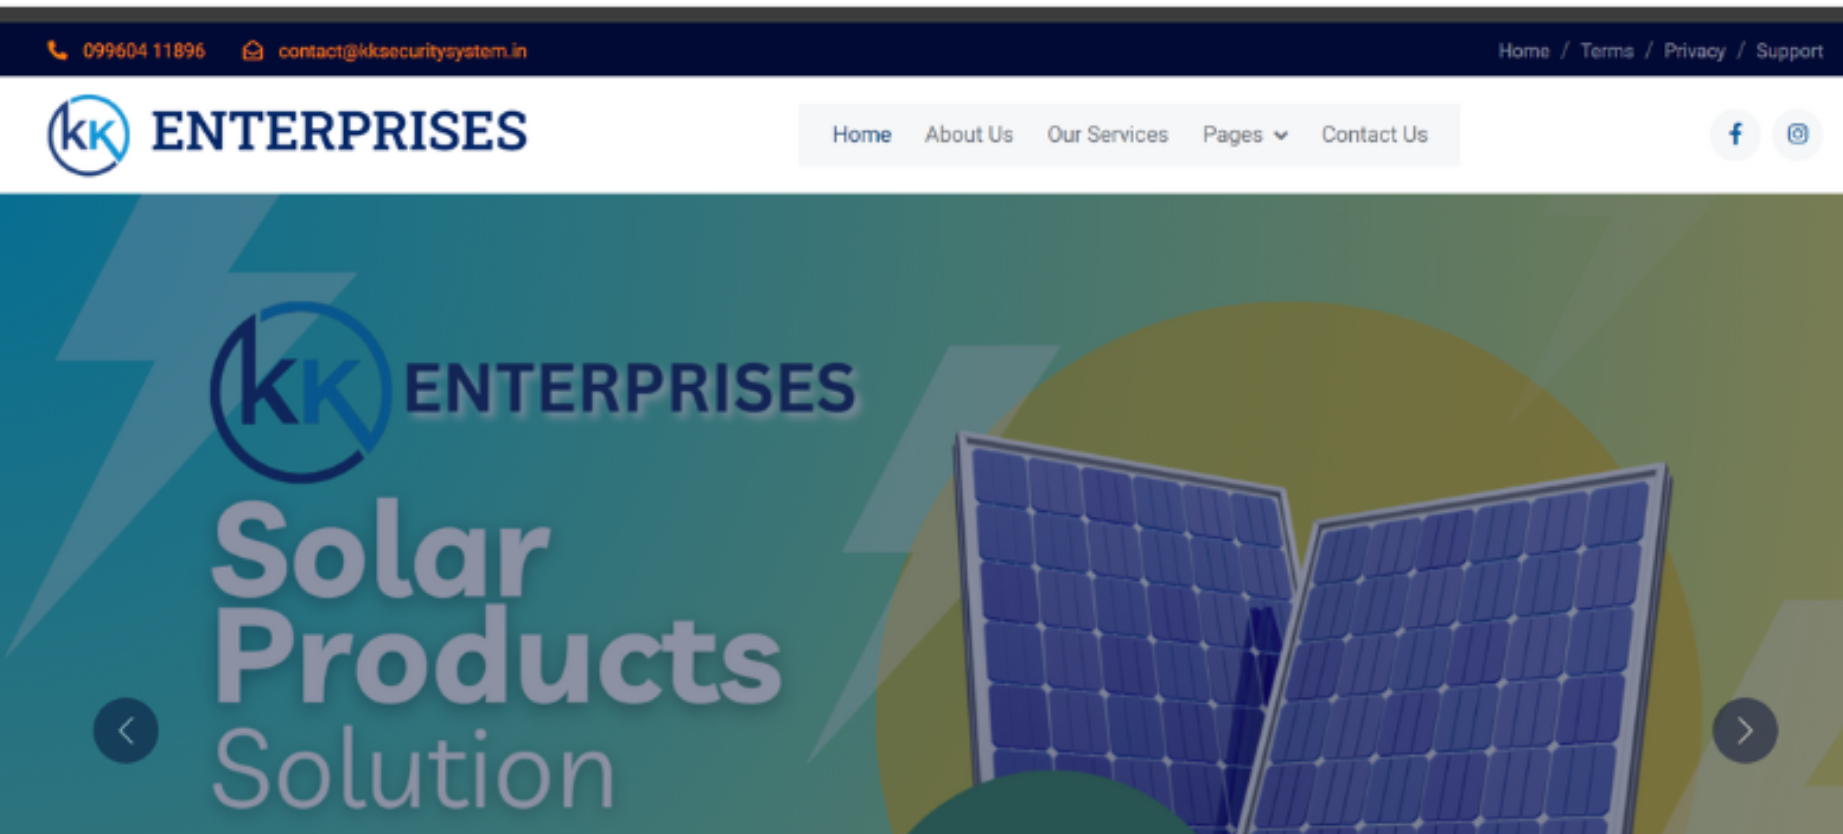 099604 11896 contact@kksecuritysystem.in Home / Terms / Privacy / Support
KK ENTERPRISES Home About Us Our Services Pages Contact Us
KK ENTERPRISES
Solar
Products
Solution